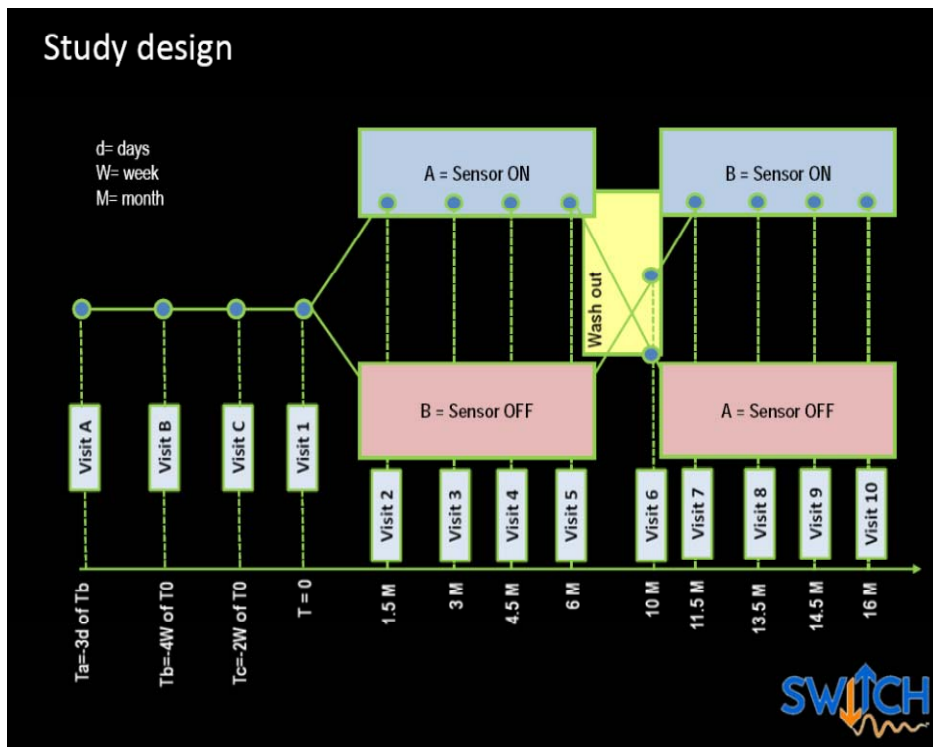 Study design
d= days
W= week
M= month
A = Sensor ON
B = Sensor ON
Wash out
B = Sensor OFF
A = Sensor OFF
Visit A
Visit B
Visit C
Visit 1
Visit 2
Visit 3
Visit 4
Visit 5
Visit 6
Visit 7
Visit 8
Visit 9
Visit 10
Ta=-3d of Tb
Tb=-4W of T0
Tc=-2W of T0
T = 0
1.5 M
3 M
4.5 M
6 M
10 M
11.5 M
13.5 M
14.5 M
16 M
SWITCH